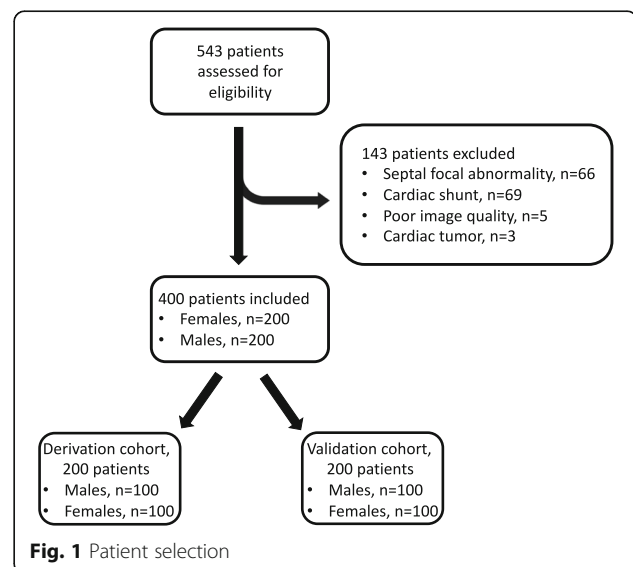 543 patients
assessed for
eligibility
143 patients excluded
• Septal focal abnormality, n=66
• Cardiac shunt, n=69
• Poor image quality, n=5
• Cardiac tumor, n=3
400 patients included
• Females, n=200
• Males, n=200
Derivation cohort,
200 patients
• Males, n=100
• Females, n=100
Validation cohort,
200 patients
• Males, n=100
• Females, n=100
Fig. 1 Patient selection